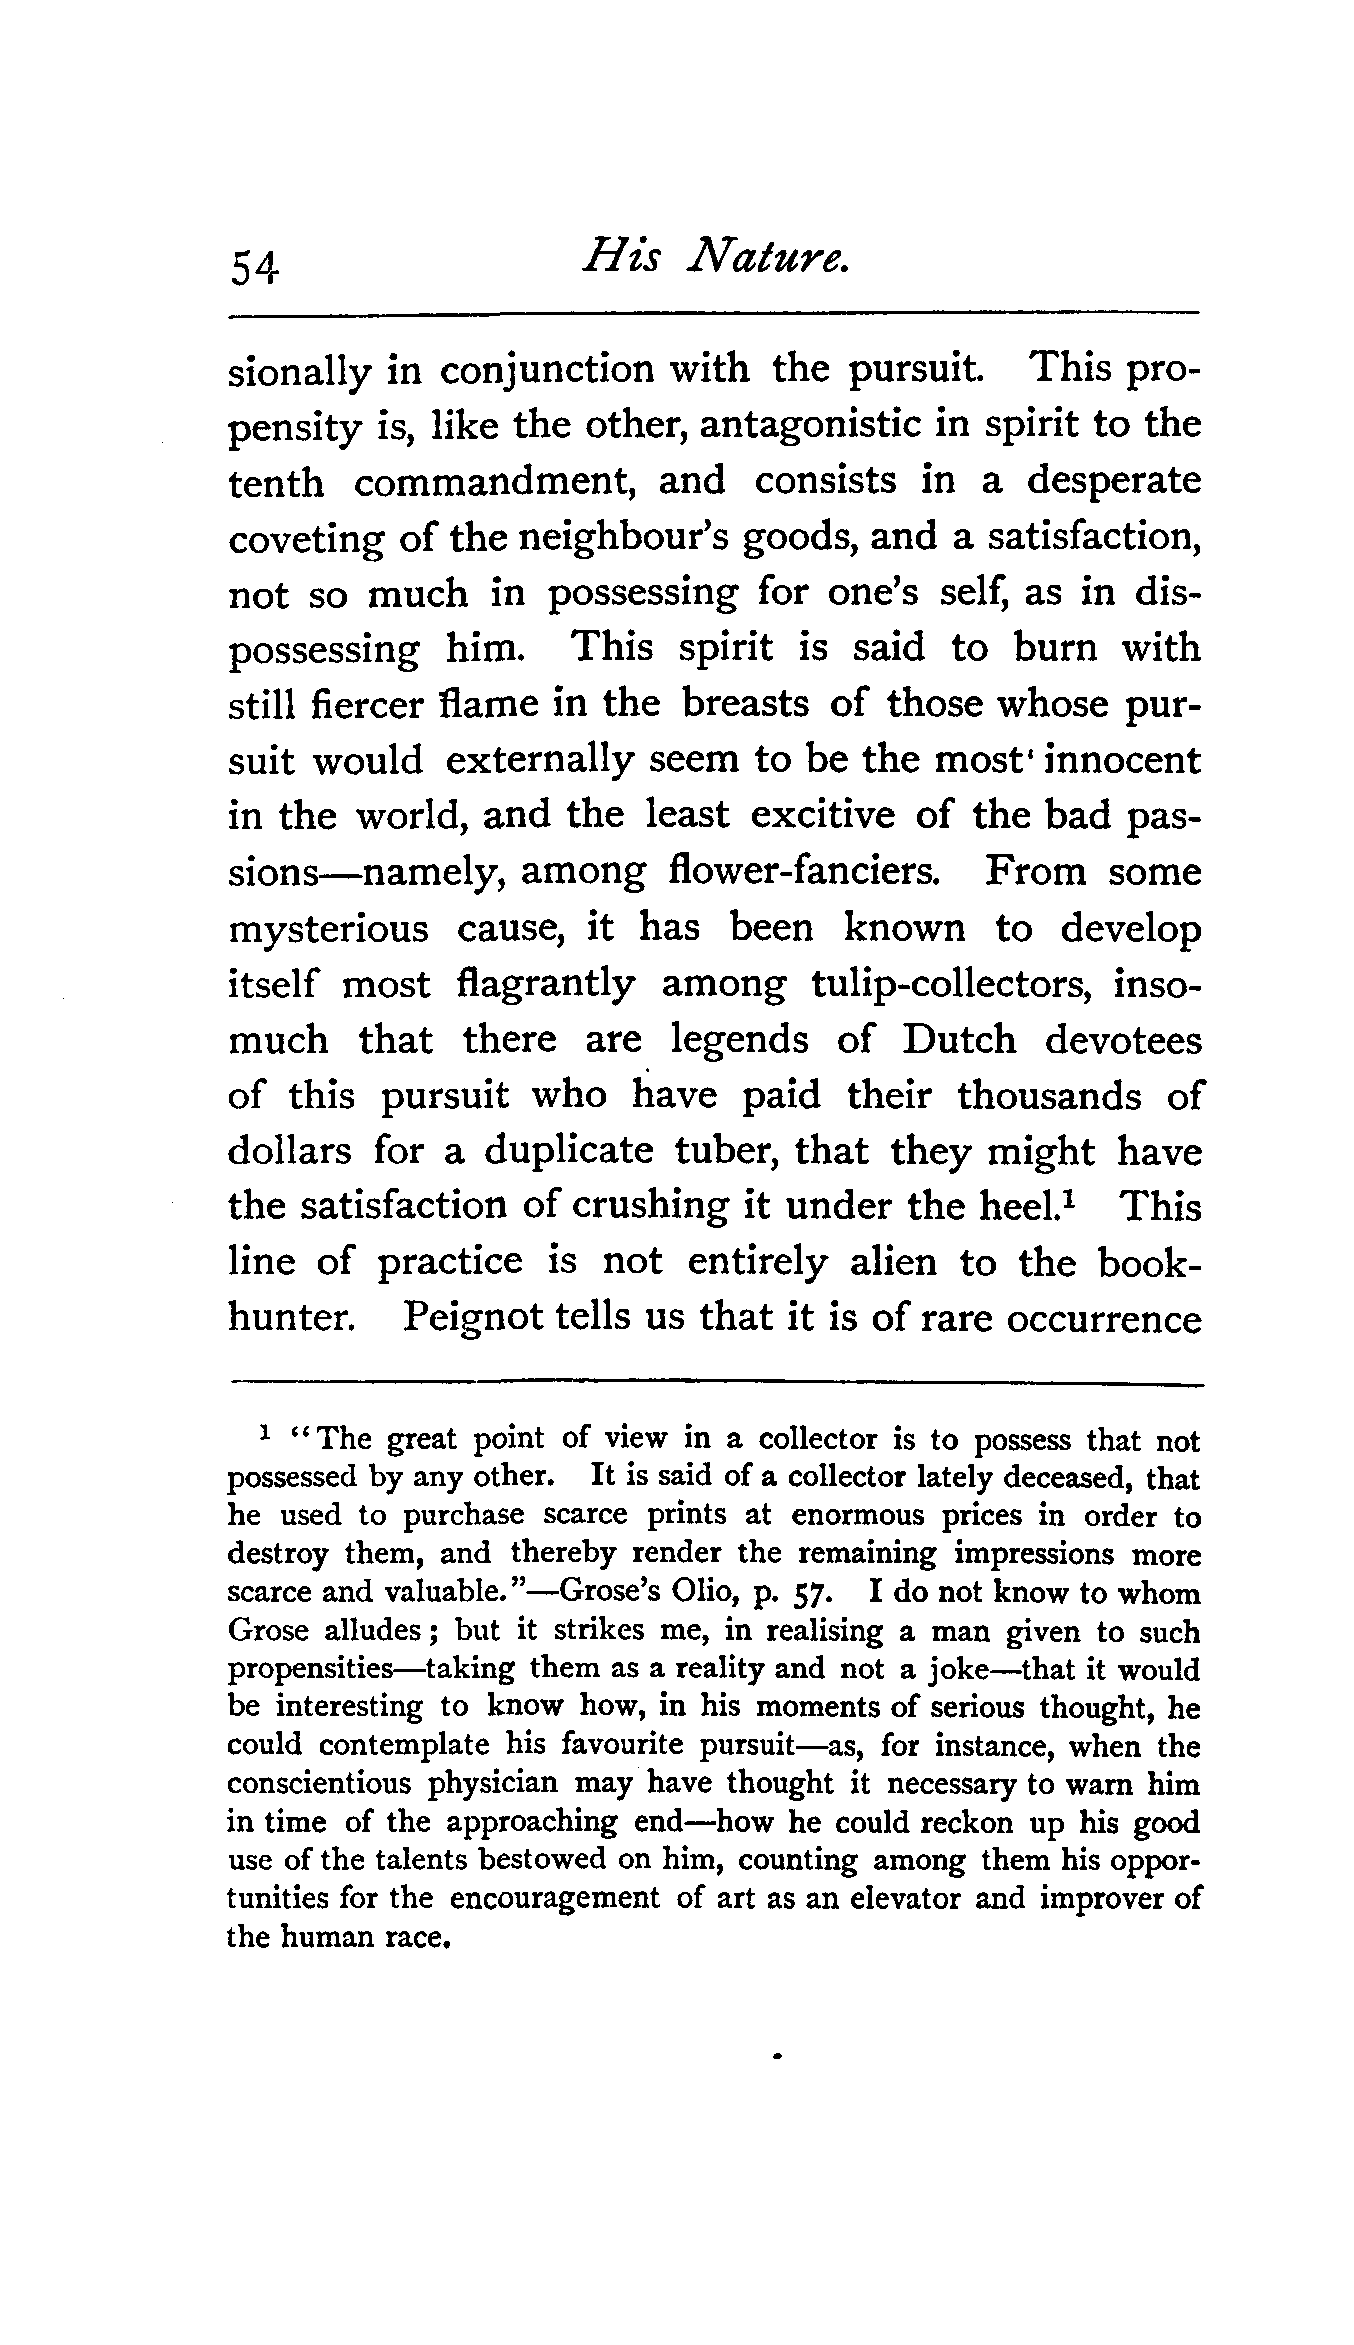 54 His Nature.
sionally in conjunction with the pursuit. This pro-
pensity is, like the other, antagonistic in spirit to the
tenth commandment, and consists in a desperate
coveting of the neighbour's goods, and a satisfaction,
not so much in possessing for one's self, as in dis-
possessing him. This spirit is said to burn with
still fiercer flame in the breasts of those whose pur-
suit would externally seem to be the most' innocent
in the world, and the least excitive of the bad pas-
sions—namely, among flower-fanciers. From some
mysterious cause, it has been known to develop
itself most flagrantly among tulip-collectors, inso-
much that there are legends of Dutch devotees
of this pursuit who have paid their thousands of
dollars for a duplicate tuber, that they might have
the satisfaction of crushing it under the heel.¹ This
line of practice is not entirely alien to the book-
hunter. Peignot tells us that it is of rare occurrence
¹ "The great point of view in a collector is to possess that not
possessed by any other. It is said of a collector lately deceased, that
he used to purchase scarce prints at enormous prices in order to
destroy them, and thereby render the remaining impressions more
scarce and valuable."—Grose's Olio, p. 57. I do not know to whom
Grose alludes; but it strikes me, in realising a man given to such
propensities—taking them as a reality and not a joke—that it would
be interesting to know how, in his moments of serious thought, he
could contemplate his favourite pursuit—as, for instance, when the
conscientious physician may have thought it necessary to warn him
in time of the approaching end—how he could reckon up his good
use of the talents bestowed on him, counting among them his oppor-
tunities for the encouragement of art as an elevator and improver of
the human race.